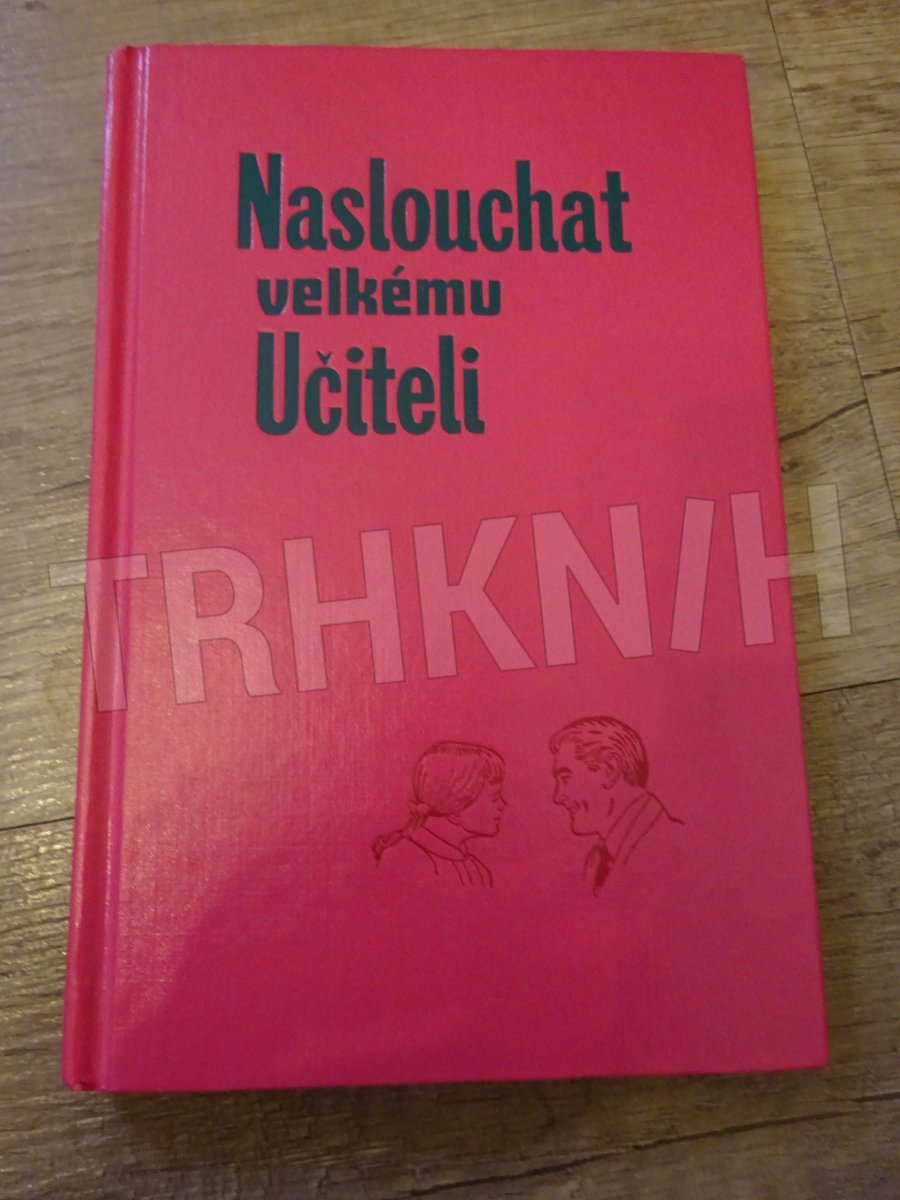 Naslouchat
velkému
Učiteli
TRHKNIH